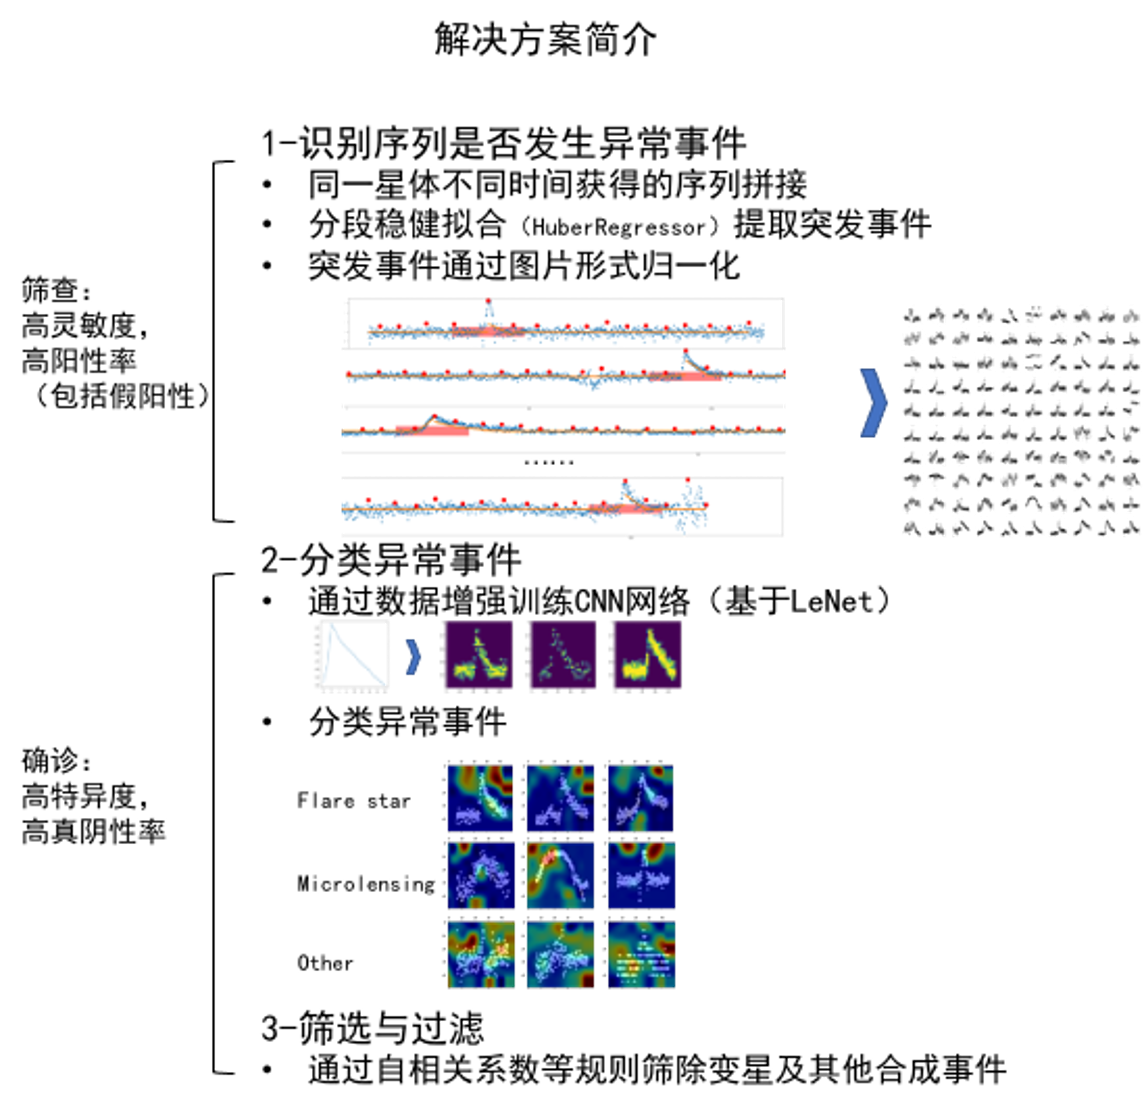 解决方案简介
1-识别序列是否发生异常事件
• 同一星体不同时间获得的序列拼接
• 分段稳健拟合（HuberRegressor）提取突发事件
• 突发事件通过图片形式归一化
筛查：
高灵敏度，
高阳性率
（包括假阳性）
······
2-分类异常事件
• 通过数据增强训练CNN网络（基于LeNet）
• 分类异常事件
确诊：
高特异度，
高真阴性率
Flare star
Microlensing
Other
3-筛选与过滤
• 通过自相关系数等规则筛除变星及其他合成事件